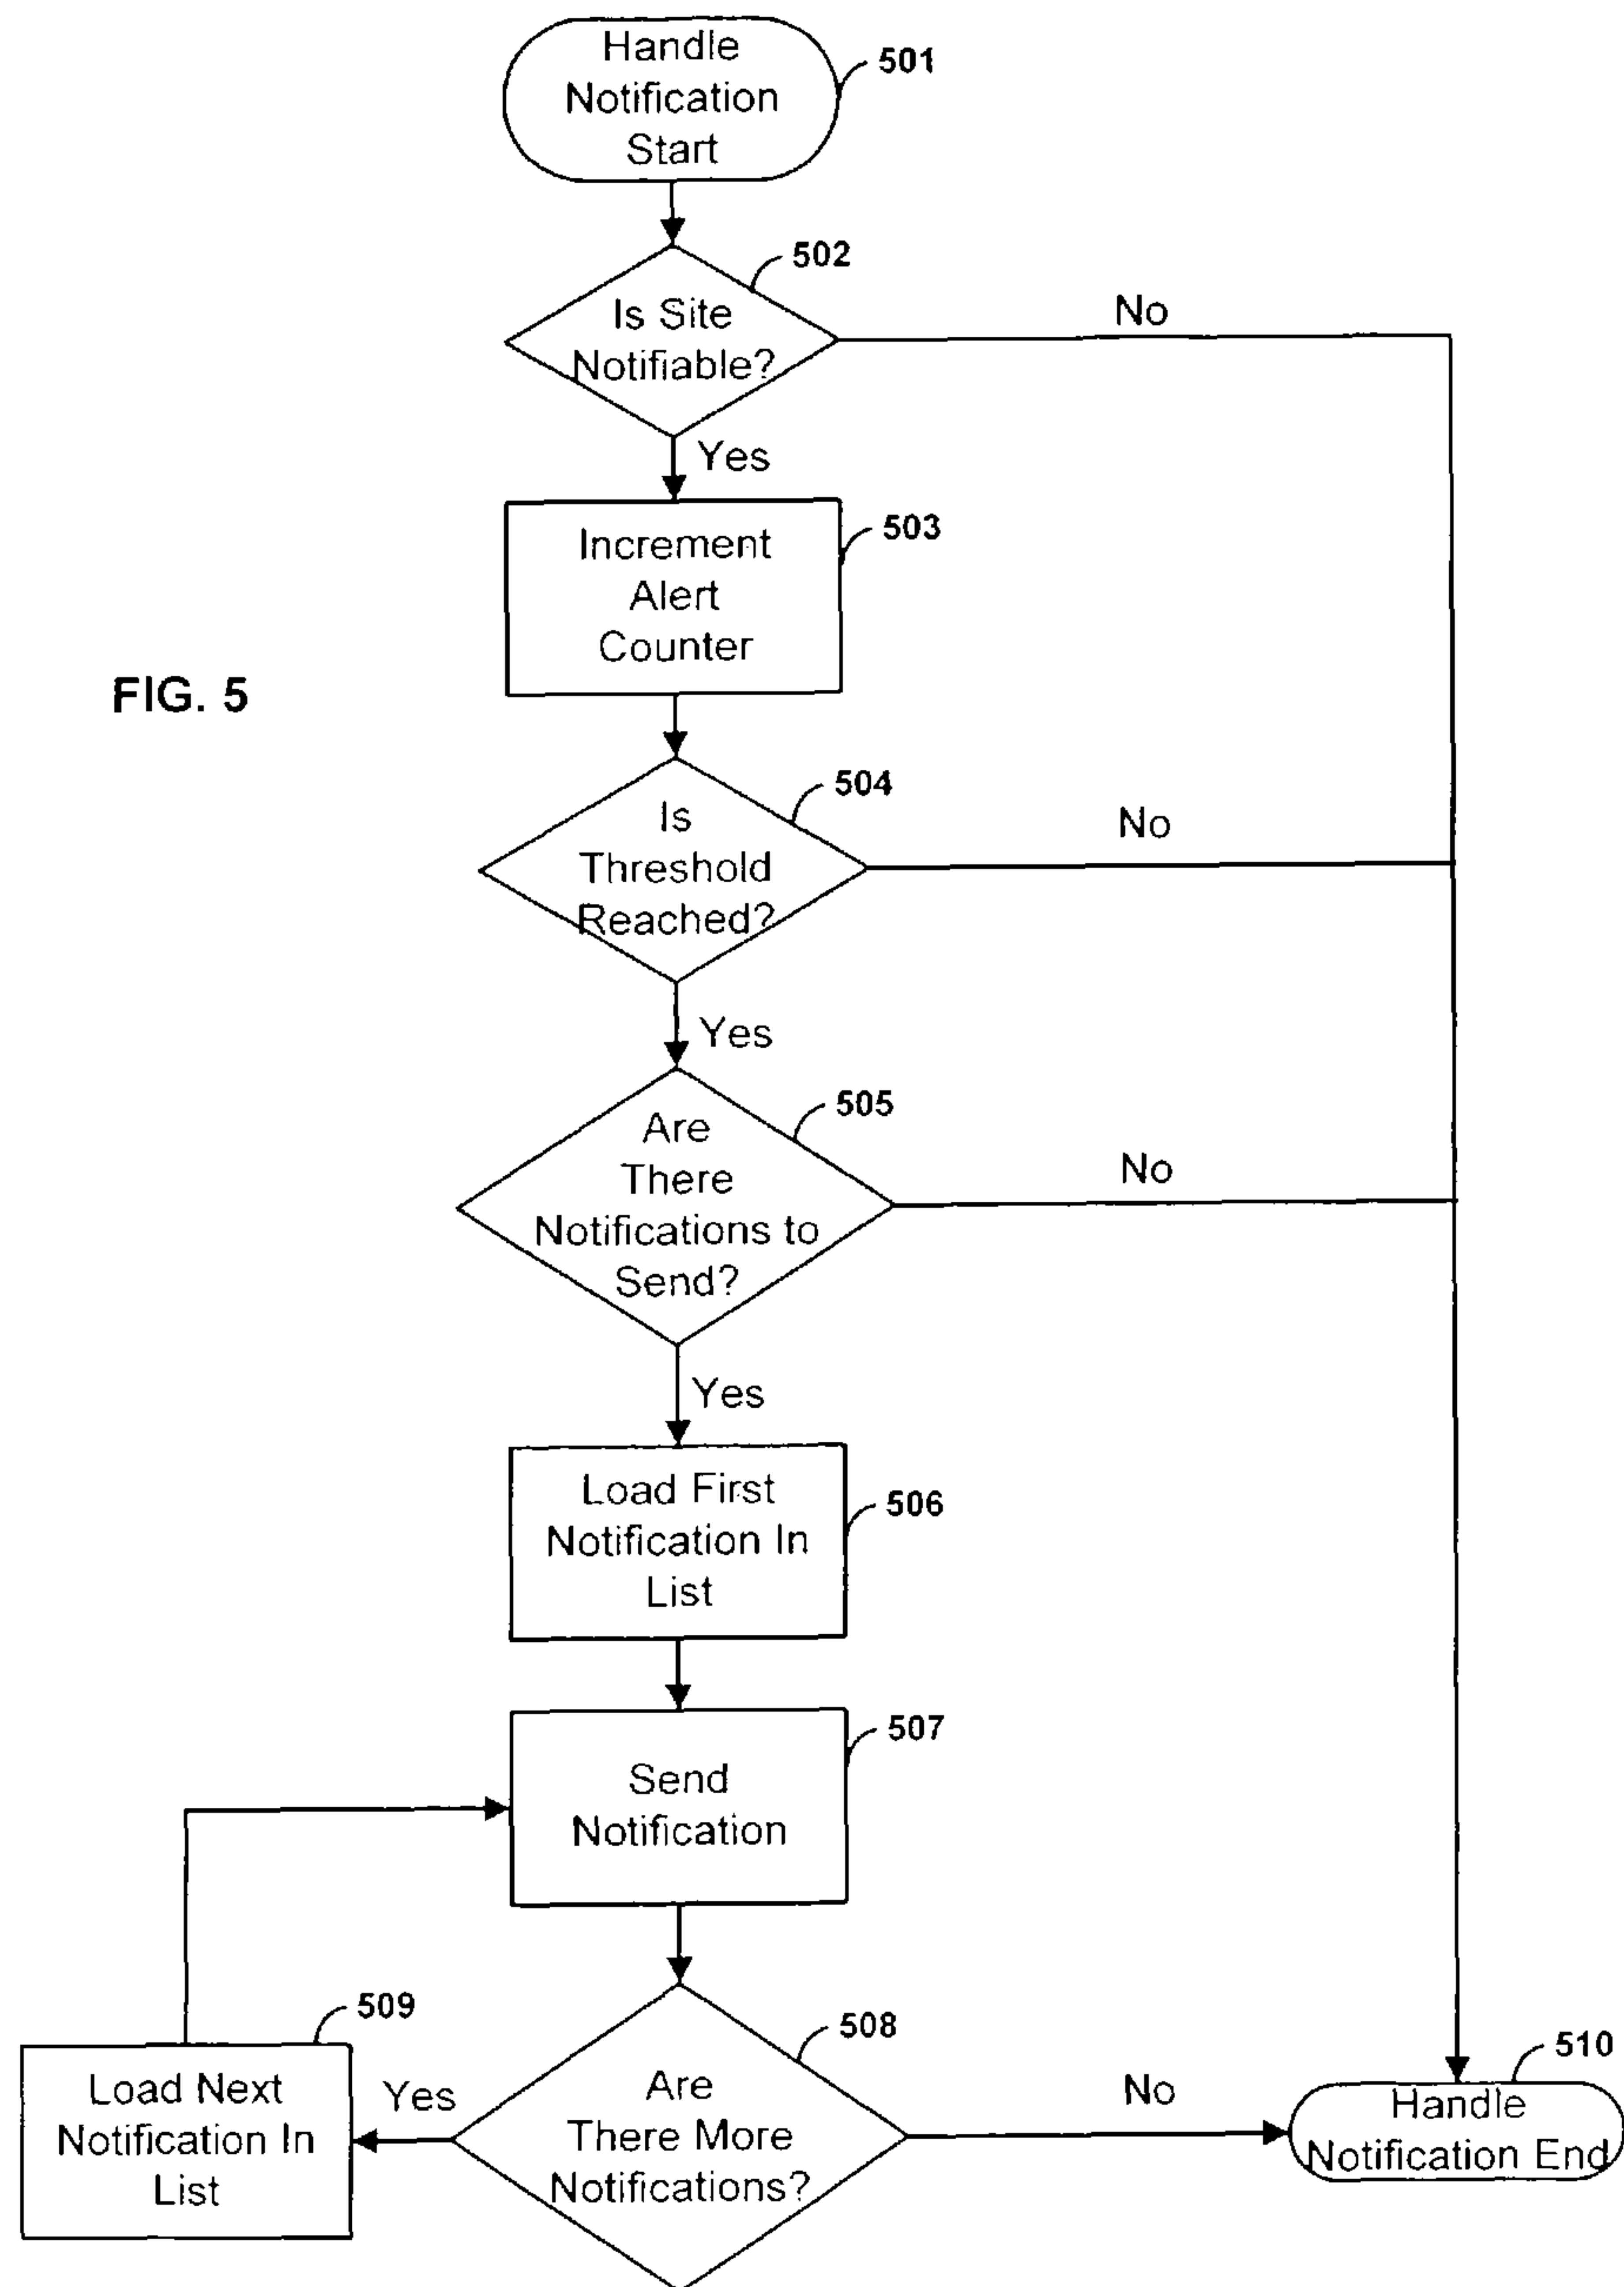 Handle
Notification
Start
501
502
Is Site
Notifiable?
No
Yes
Increment
Alert
Counter
503
FIG. 5
504
Is
Threshold
Reached?
No
Yes
505
Are
There
Notifications to
Send?
No
Yes
Load First
Notification In
List
506
507
Send
Notification
509
508
510
Load Next
Notification In
List
Yes
Are
There More
Notifications?
No
Handle
Notification End